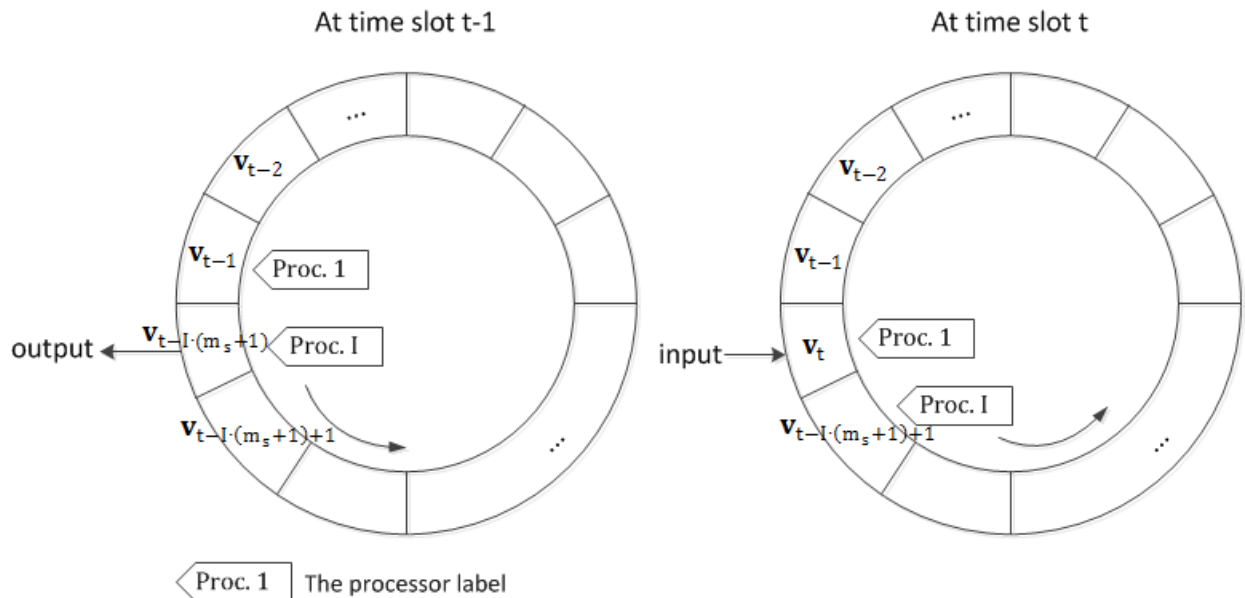 At time slot t-1
At time slot t
...
v_{t−2}
v_{t−1}
Proc. 1
v_{t−I·(m_s+1)}
output
Proc. I
v_{t−I·(m_s+1)+1}
...
...
v_{t−2}
v_{t−1}
Proc. 1
input
v_t
Proc. I
v_{t−I·(m_s+1)+1}
...
Proc. 1
The processor label